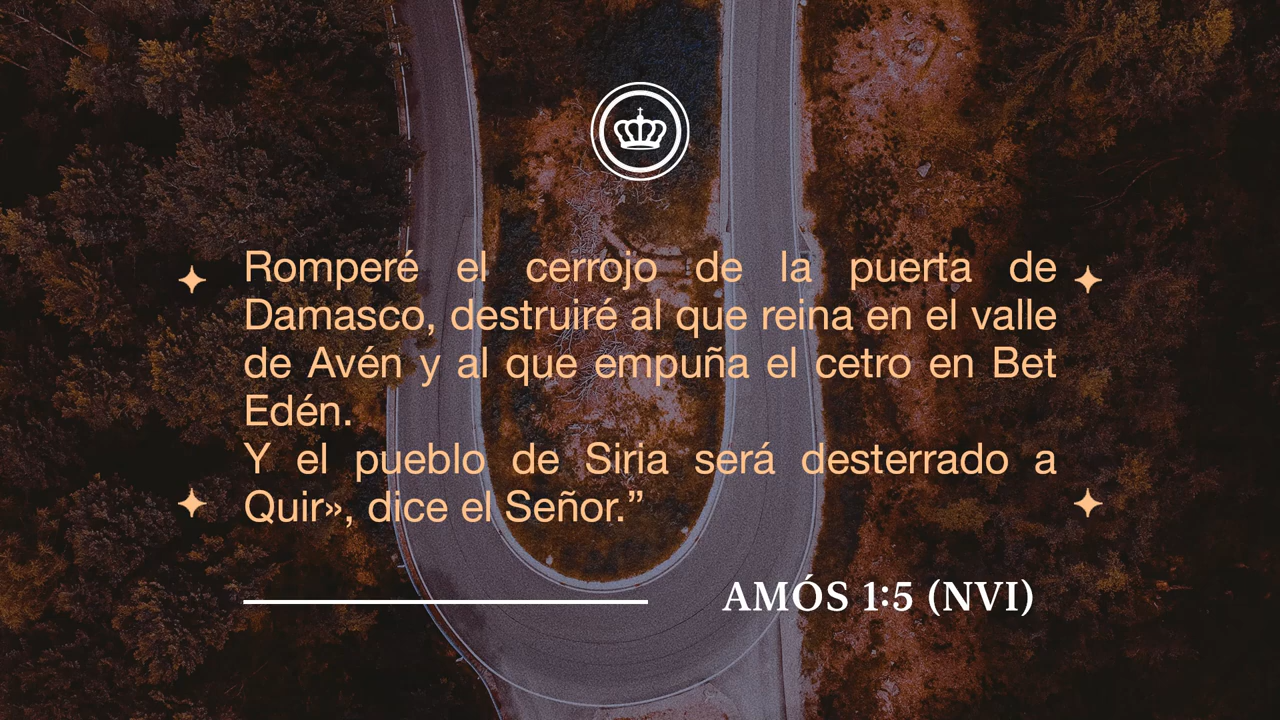 Romperé el cerrojo de la puerta de
Damasco, destruiré al que reina en el valle
de Avén y al que empuña el cetro en Bet
Edén.
Y el pueblo de Siria será desterrado a
Quir», dice el Señor.”
AMÓS 1:5 (NVI)